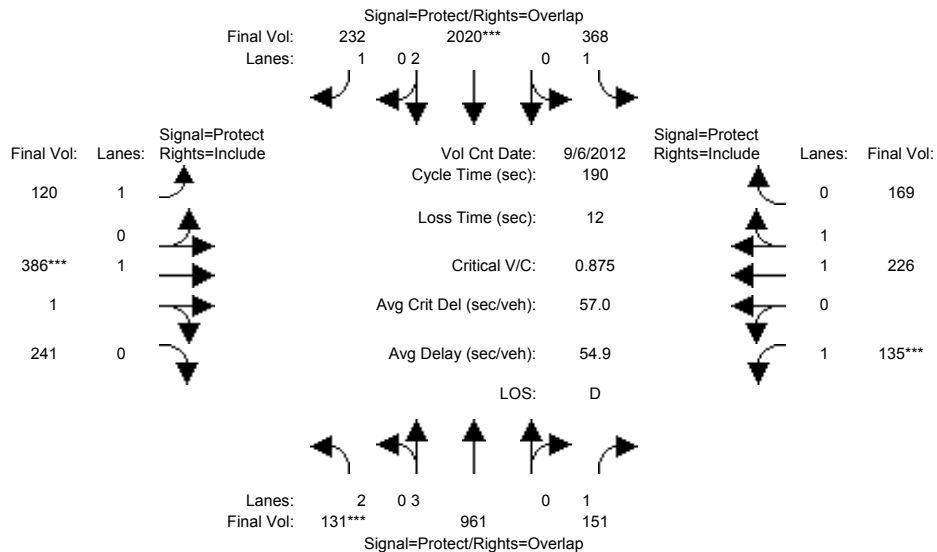 Signal=Protect/Rights=Overlap
Final Vol: 232 2020*** 368
Lanes: 1 0 2 0 1
Signal=Protect Signal=Protect
Final Vol: Lanes: Rights=Include Vol Cnt Date: 9/6/2012 Rights=Include Lanes: Final Vol:
Cycle Time (sec): 190
120 1 0 169
Loss Time (sec): 12
0 1
386*** 1 Critical V/C: 0.875 1 226
1 Avg Crit Del (sec/veh): 57.0 0
241 0 Avg Delay (sec/veh): 54.9 1 135***
LOS: D
Lanes: 2 0 3 0 1
Final Vol: 131*** 961 151
Signal=Protect/Rights=Overlap